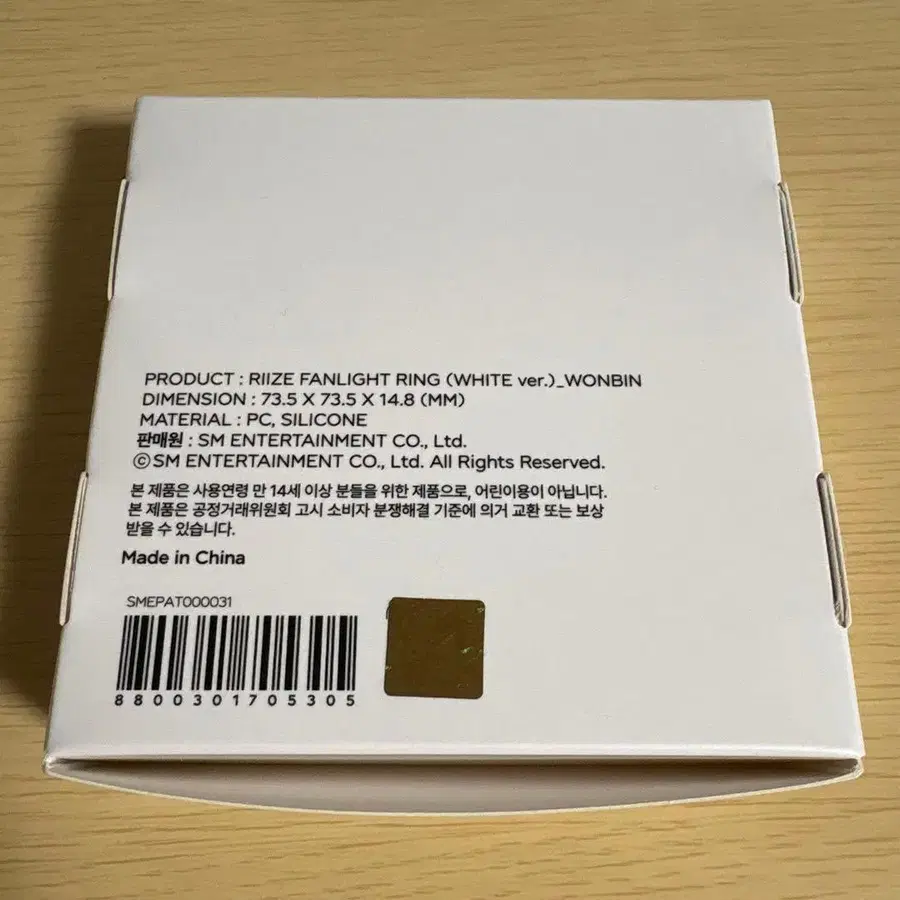 PRODUCT : RIIZE FANLIGHT RING (WHITE ver.)_WONBIN
DIMENSION : 73.5 X 73.5 X 14.8 (MM)
MATERIAL : PC, SILICONE
판매원 : SM ENTERTAINMENT CO., Ltd.
©SM ENTERTAINMENT CO., Ltd. All Rights Reserved.
본 제품은 사용연령 만 14세 이상 분들을 위한 제품으로, 어린이용이 아닙니다.
본 제품은 공정거래위원회 고시 소비자 분쟁해결 기준에 의거 교환 또는 보상
받을 수 있습니다.
Made in China
SMEPAT000031
8800301705305